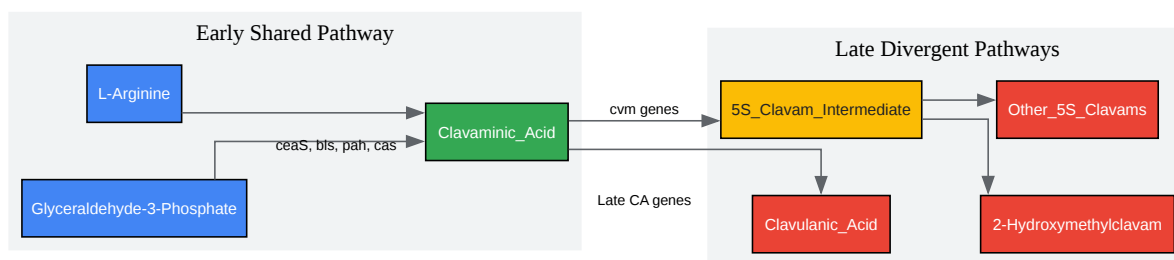 Early Shared Pathway
L-Arginine
ceaS, bls, pah, cas
Glyceraldehyde-3-Phosphate
Clavaminic_Acid
cvm genes
Late CA genes
Late Divergent Pathways
5S_Clavam_Intermediate
Other_5S_Clavams
Clavulanic_Acid
2-Hydroxymethylclavam